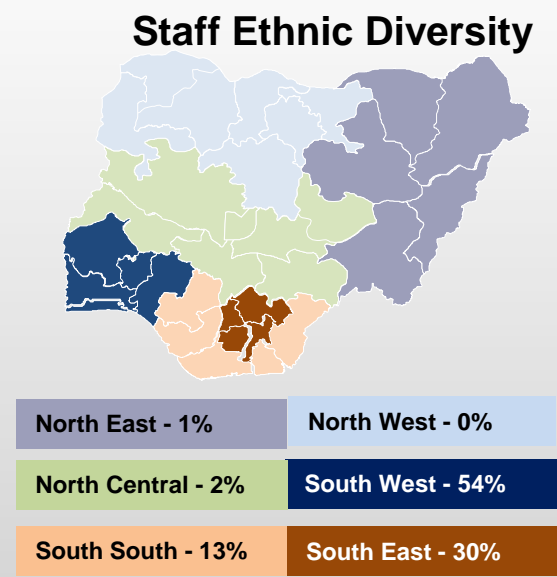 Staff Ethnic Diversity
North East - 1%
North West - 0%
North Central - 2%
South West - 54%
South South - 13%
South East - 30%